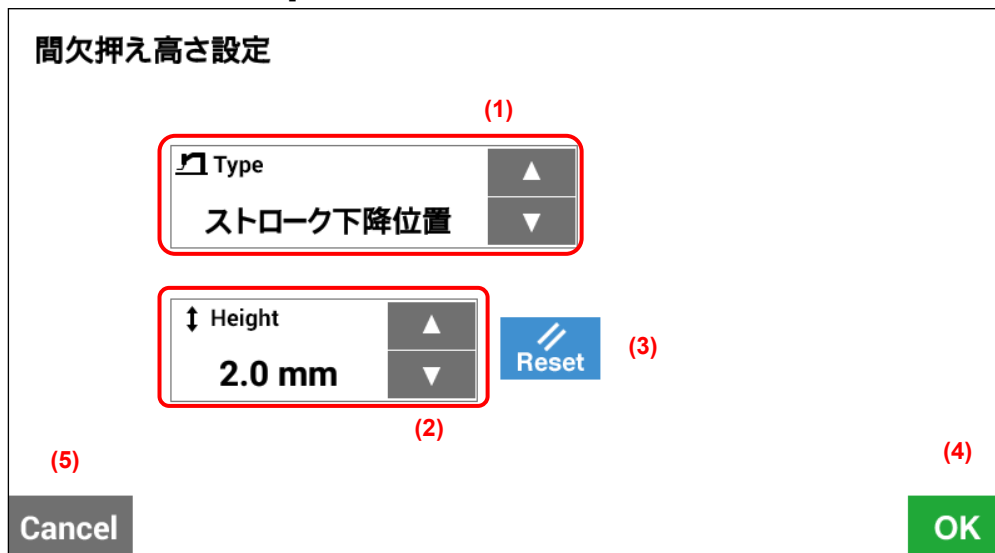 間欠押え高さ設定
(1)
Type
▲
ストローク下降位置
▼
Height
▲
2.0 mm
▼
Reset
(3)
(2)
(5)
(4)
Cancel
OK